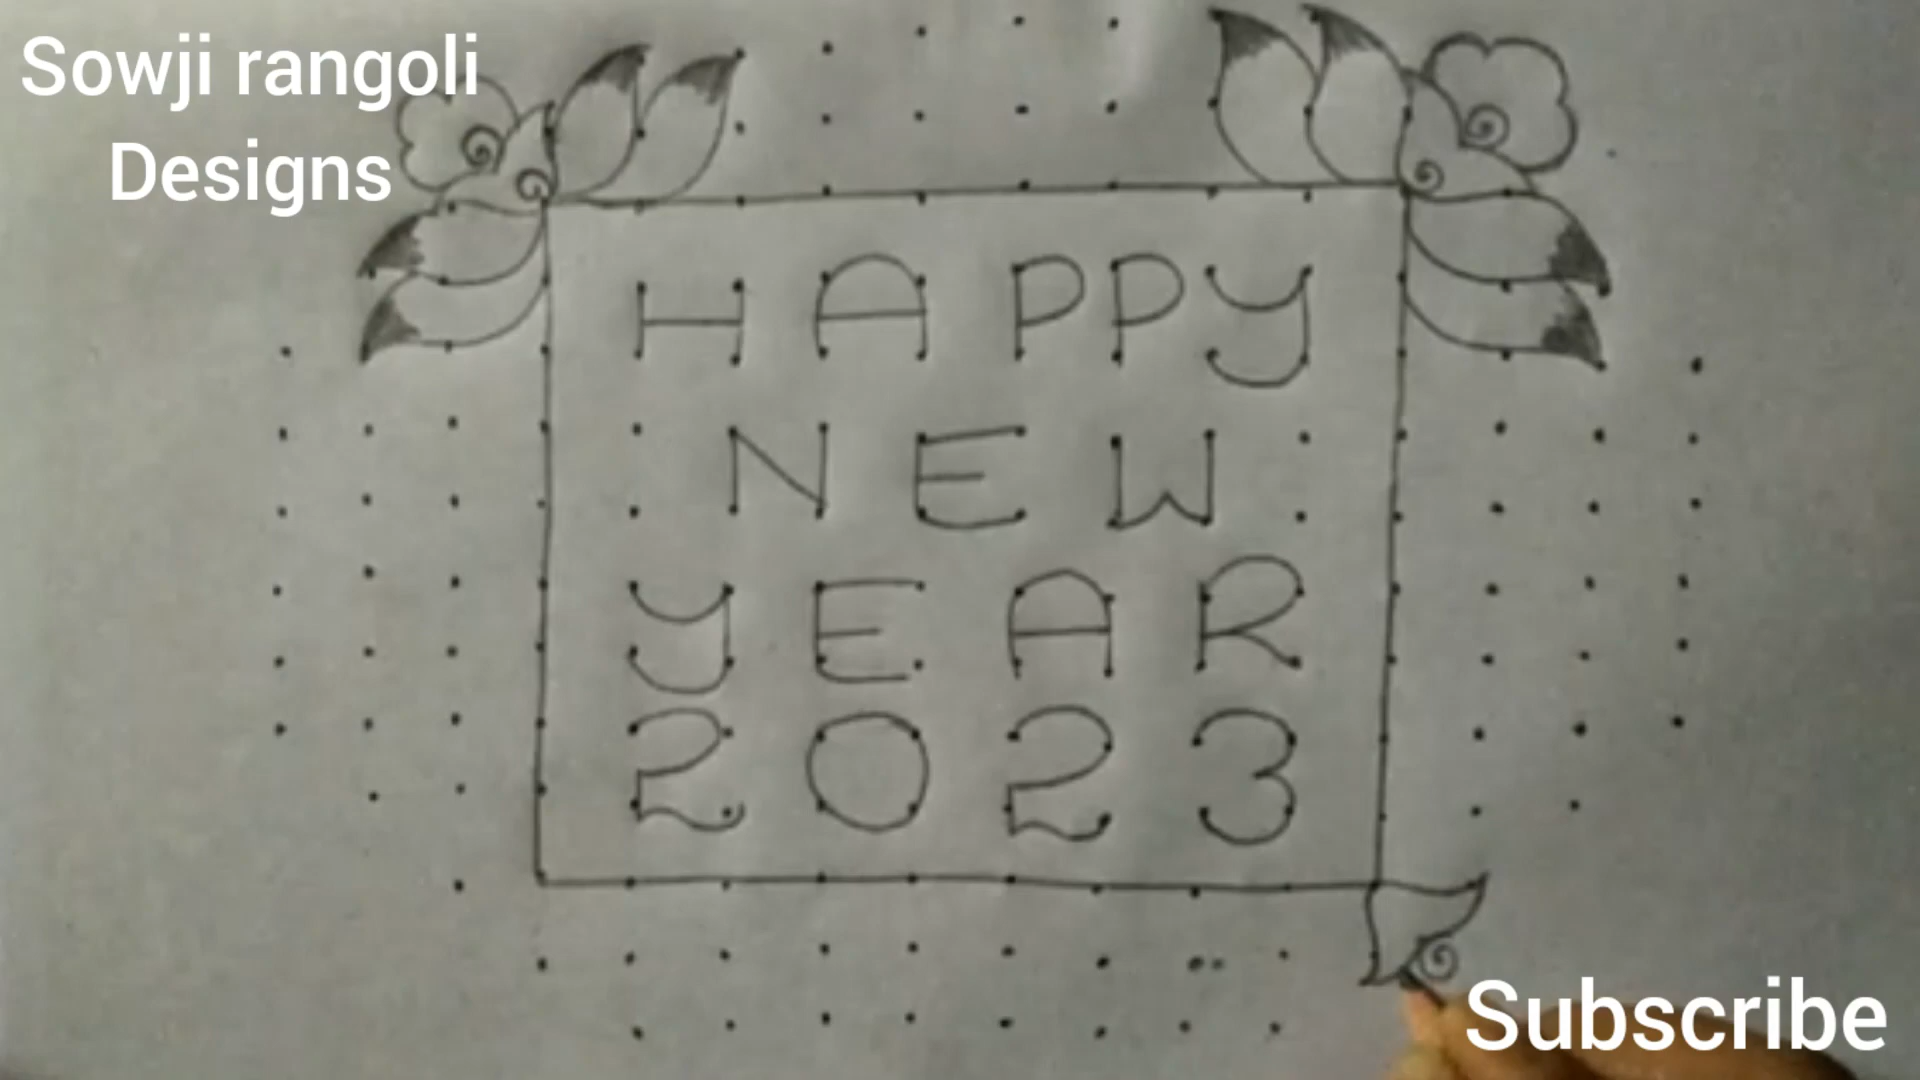 Sowji rangoli
Designs
HAPPY
NEW
YEAR
2023
Subscribe